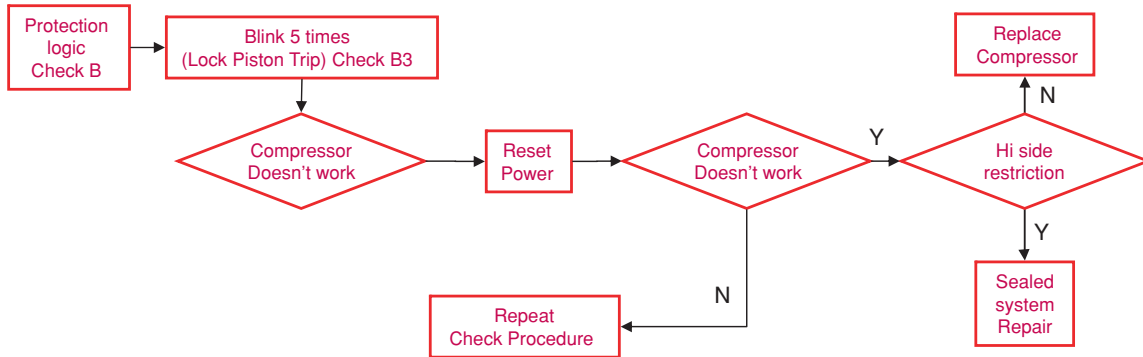 Protection
logic
Check B
Blink 5 times
(Lock Piston Trip) Check B3
Compressor
Doesn't work
Reset
Power
Compressor
Doesn't work
Y
Hi side
restriction
N
Replace
Compressor
Y
Sealed
system
Repair
N
Repeat
Check Procedure